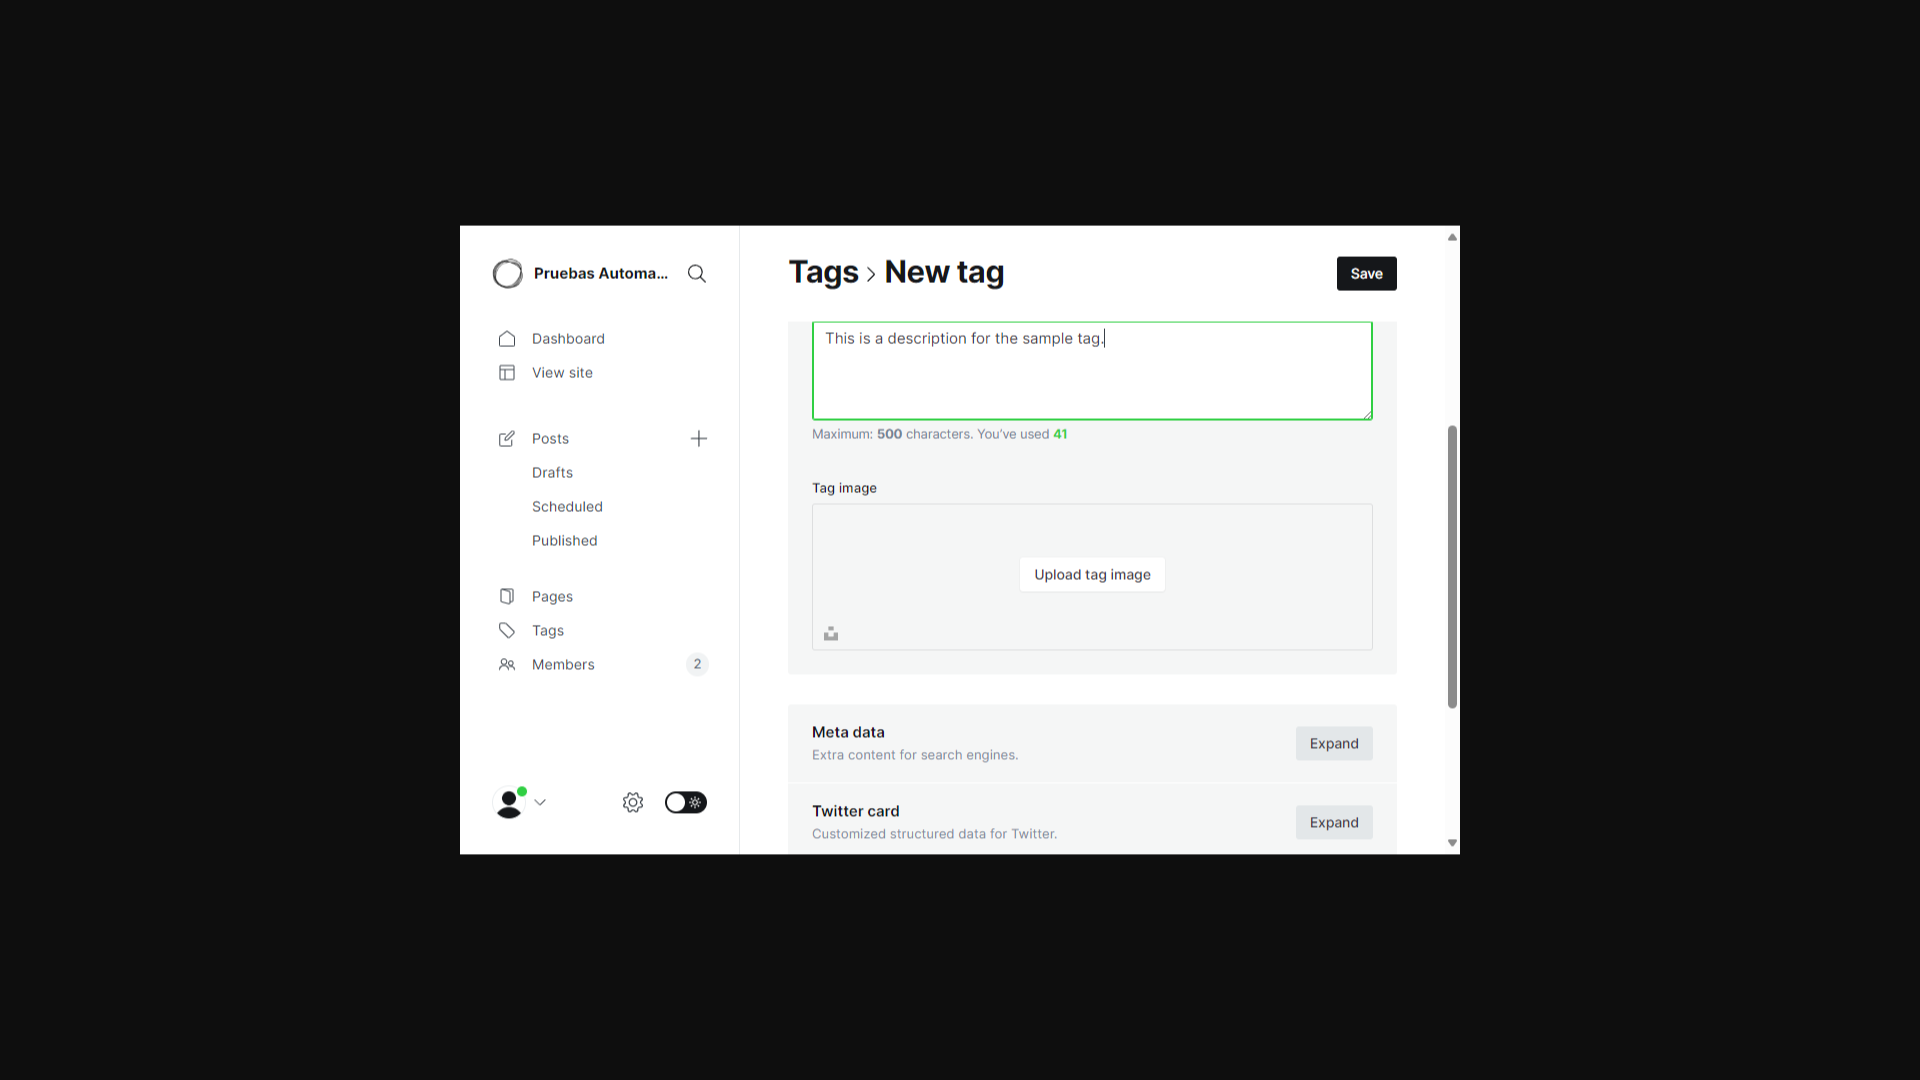 Pruebas Automa...
Dashboard
View site
Posts
Drafts
Scheduled
Published
Pages
Tags
Members 2
Tags › New tag
Save
This is a description for the sample tag.
Maximum: 500 characters. You’ve used 41
Tag image
Upload tag image
Meta data
Extra content for search engines.
Expand
Twitter card
Customized structured data for Twitter.
Expand